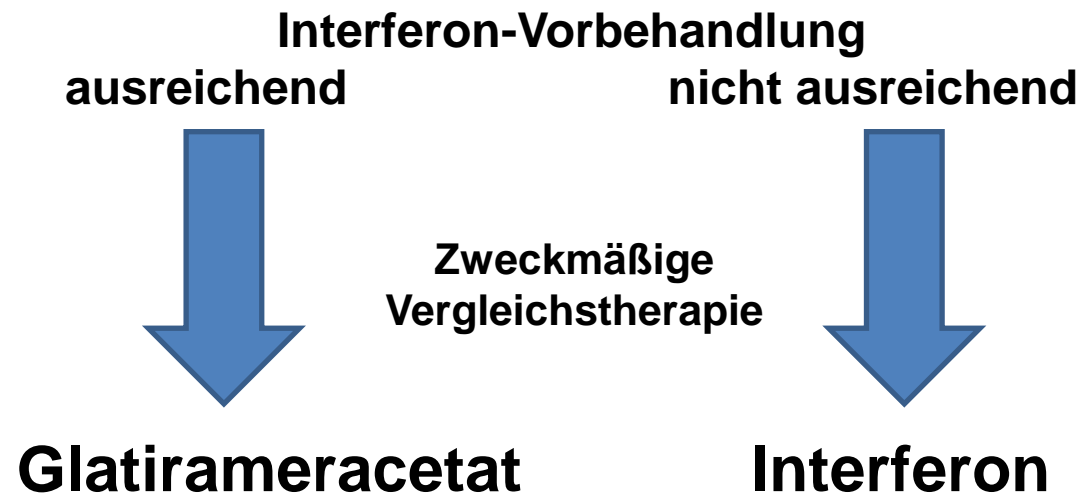 Interferon-Vorbehandlung
ausreichend nicht ausreichend
Zweckmäßige
Vergleichstherapie
Glatirameracetat Interferon